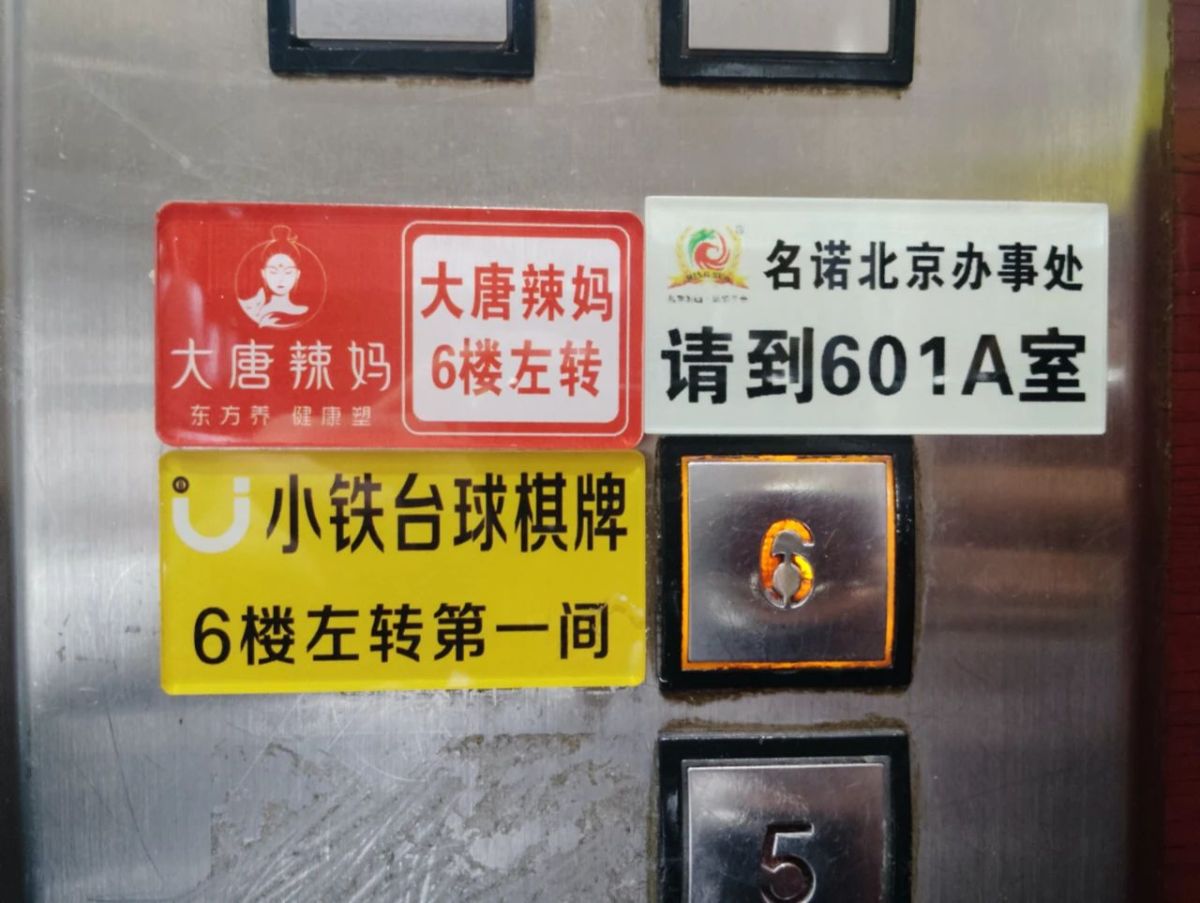 大唐辣妈
东方养 健康塑
大唐辣妈
6楼左转
名诺北京办事处
请到601A室
小铁台球棋牌
6楼左转第一间
6
5